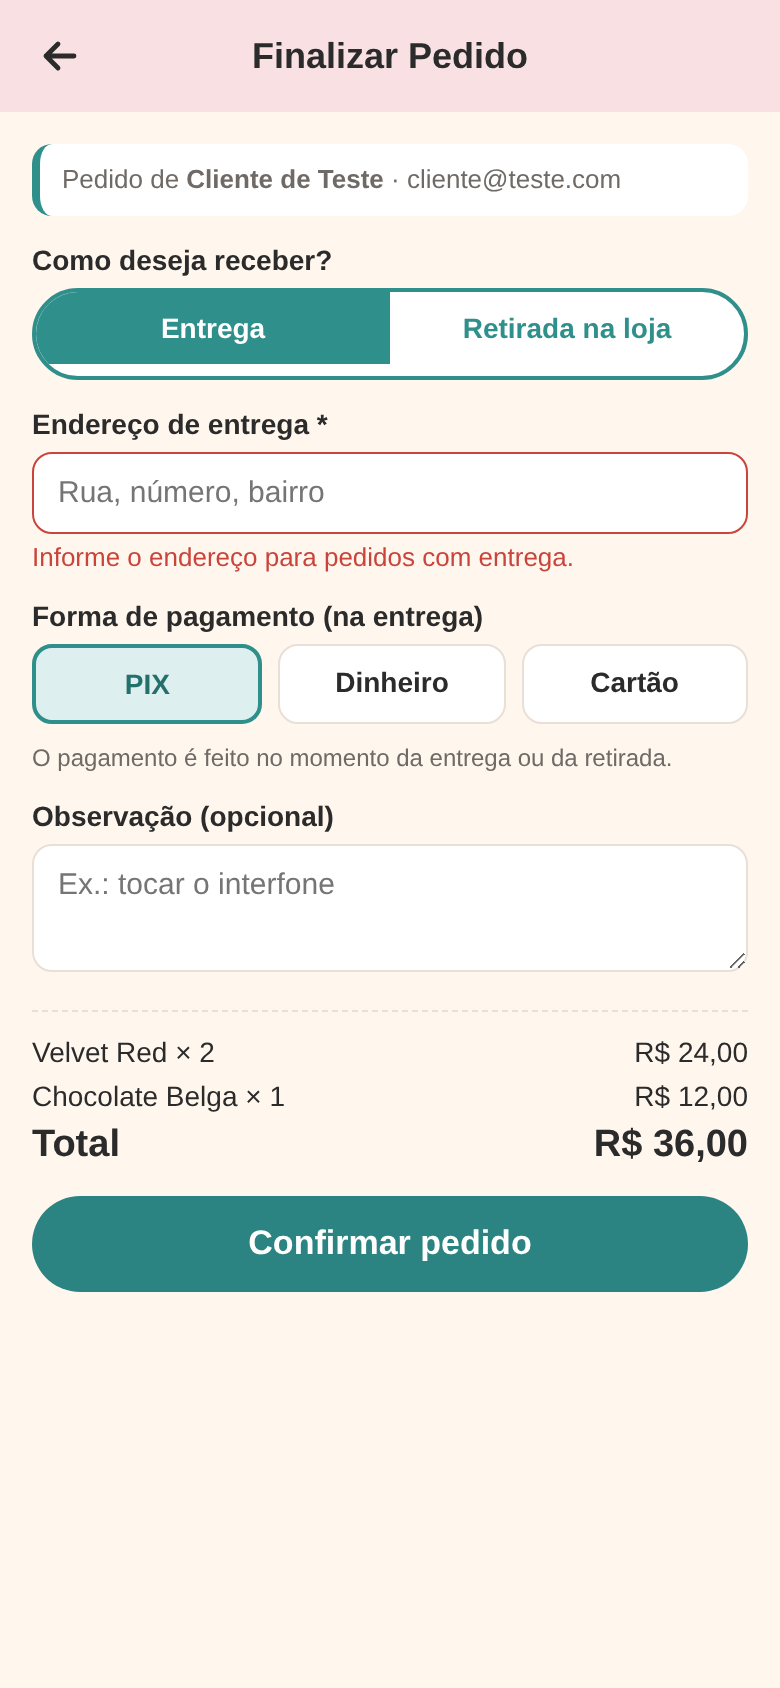 Finalizar Pedido
Pedido de Cliente de Teste · cliente@teste.com
Como deseja receber?
Entrega
Retirada na loja
Endereço de entrega *
Rua, número, bairro
Informe o endereço para pedidos com entrega.
Forma de pagamento (na entrega)
PIX
Dinheiro
Cartão
O pagamento é feito no momento da entrega ou da retirada.
Observação (opcional)
Ex.: tocar o interfone
Velvet Red × 2 R$ 24,00
Chocolate Belga × 1 R$ 12,00
Total R$ 36,00
Confirmar pedido